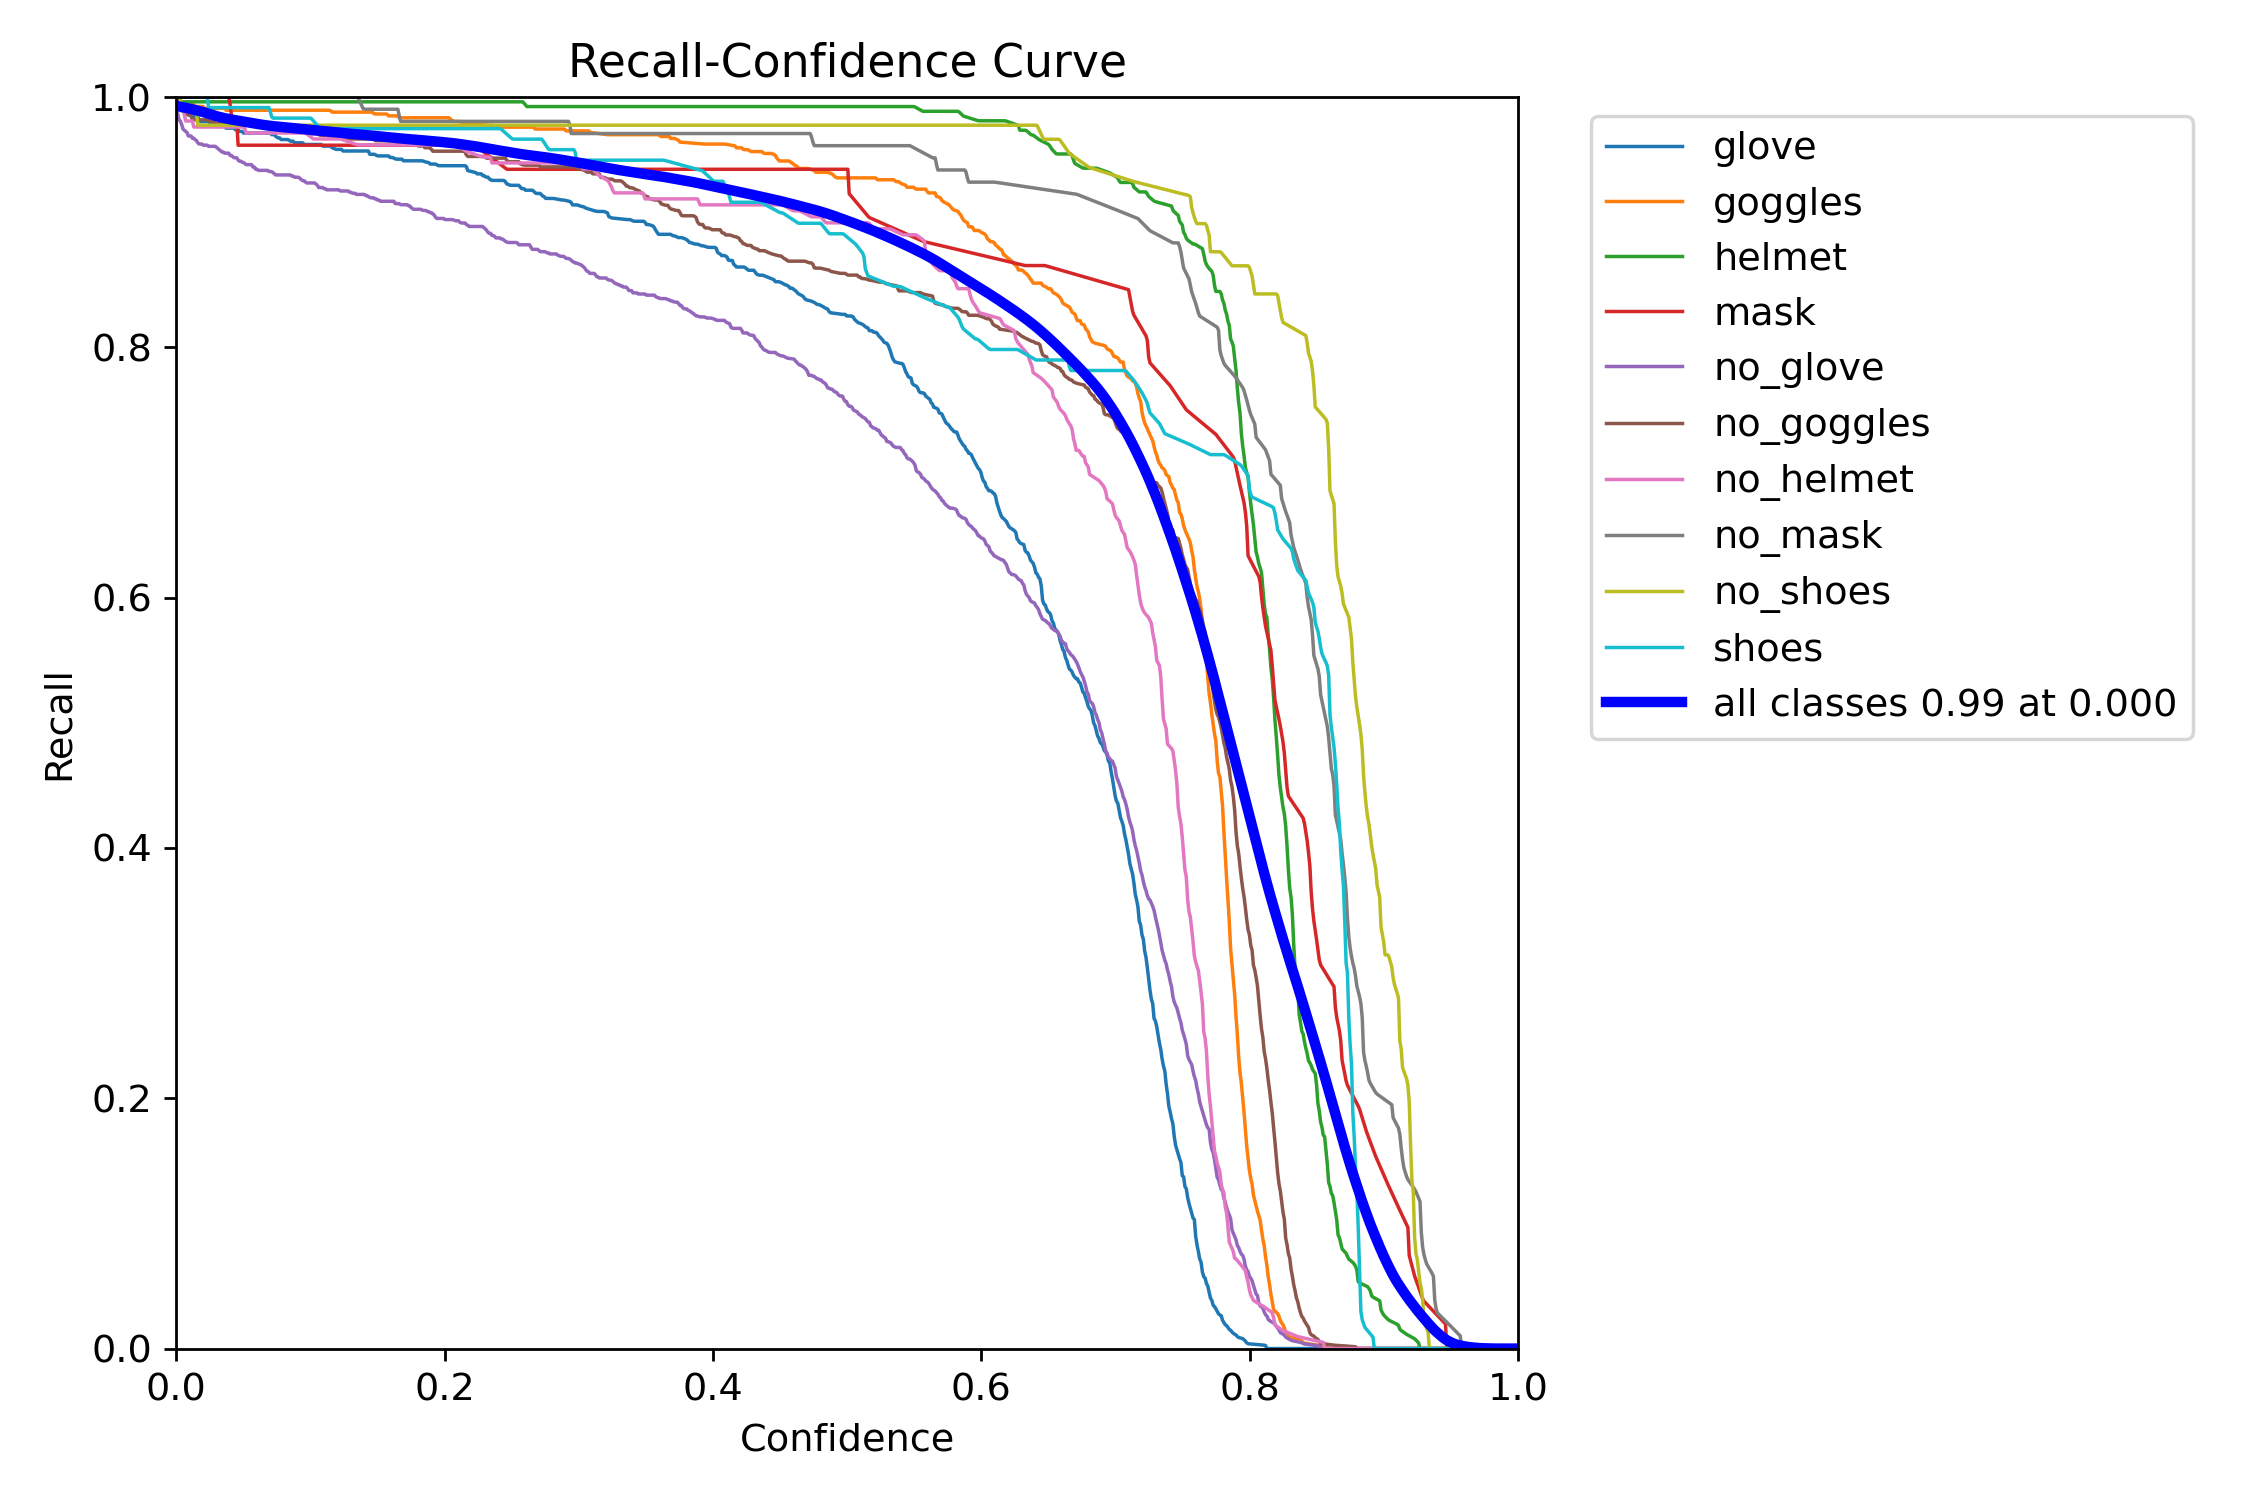 Recall-Confidence Curve
1.0
0.8
0.6
0.4
0.2
0.0
Recall
0.0 0.2 0.4 0.6 0.8 1.0
Confidence
glove
goggles
helmet
mask
no_glove
no_goggles
no_helmet
no_mask
no_shoes
shoes
all classes 0.99 at 0.000